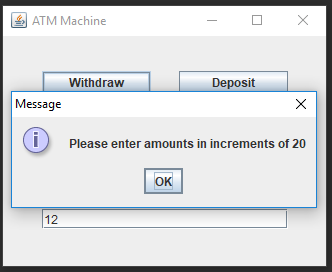 ATM Machine
Withdraw Deposit
Message
Please enter amounts in increments of 20
OK
12